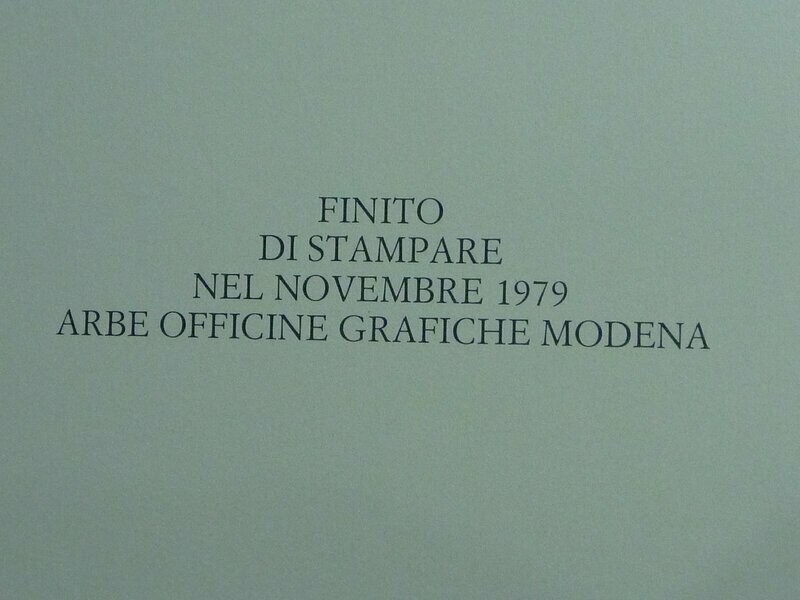 FINITO
DI STAMPARE
NEL NOVEMBRE 1979
ARBE OFFICINE GRAFICHE MODENA